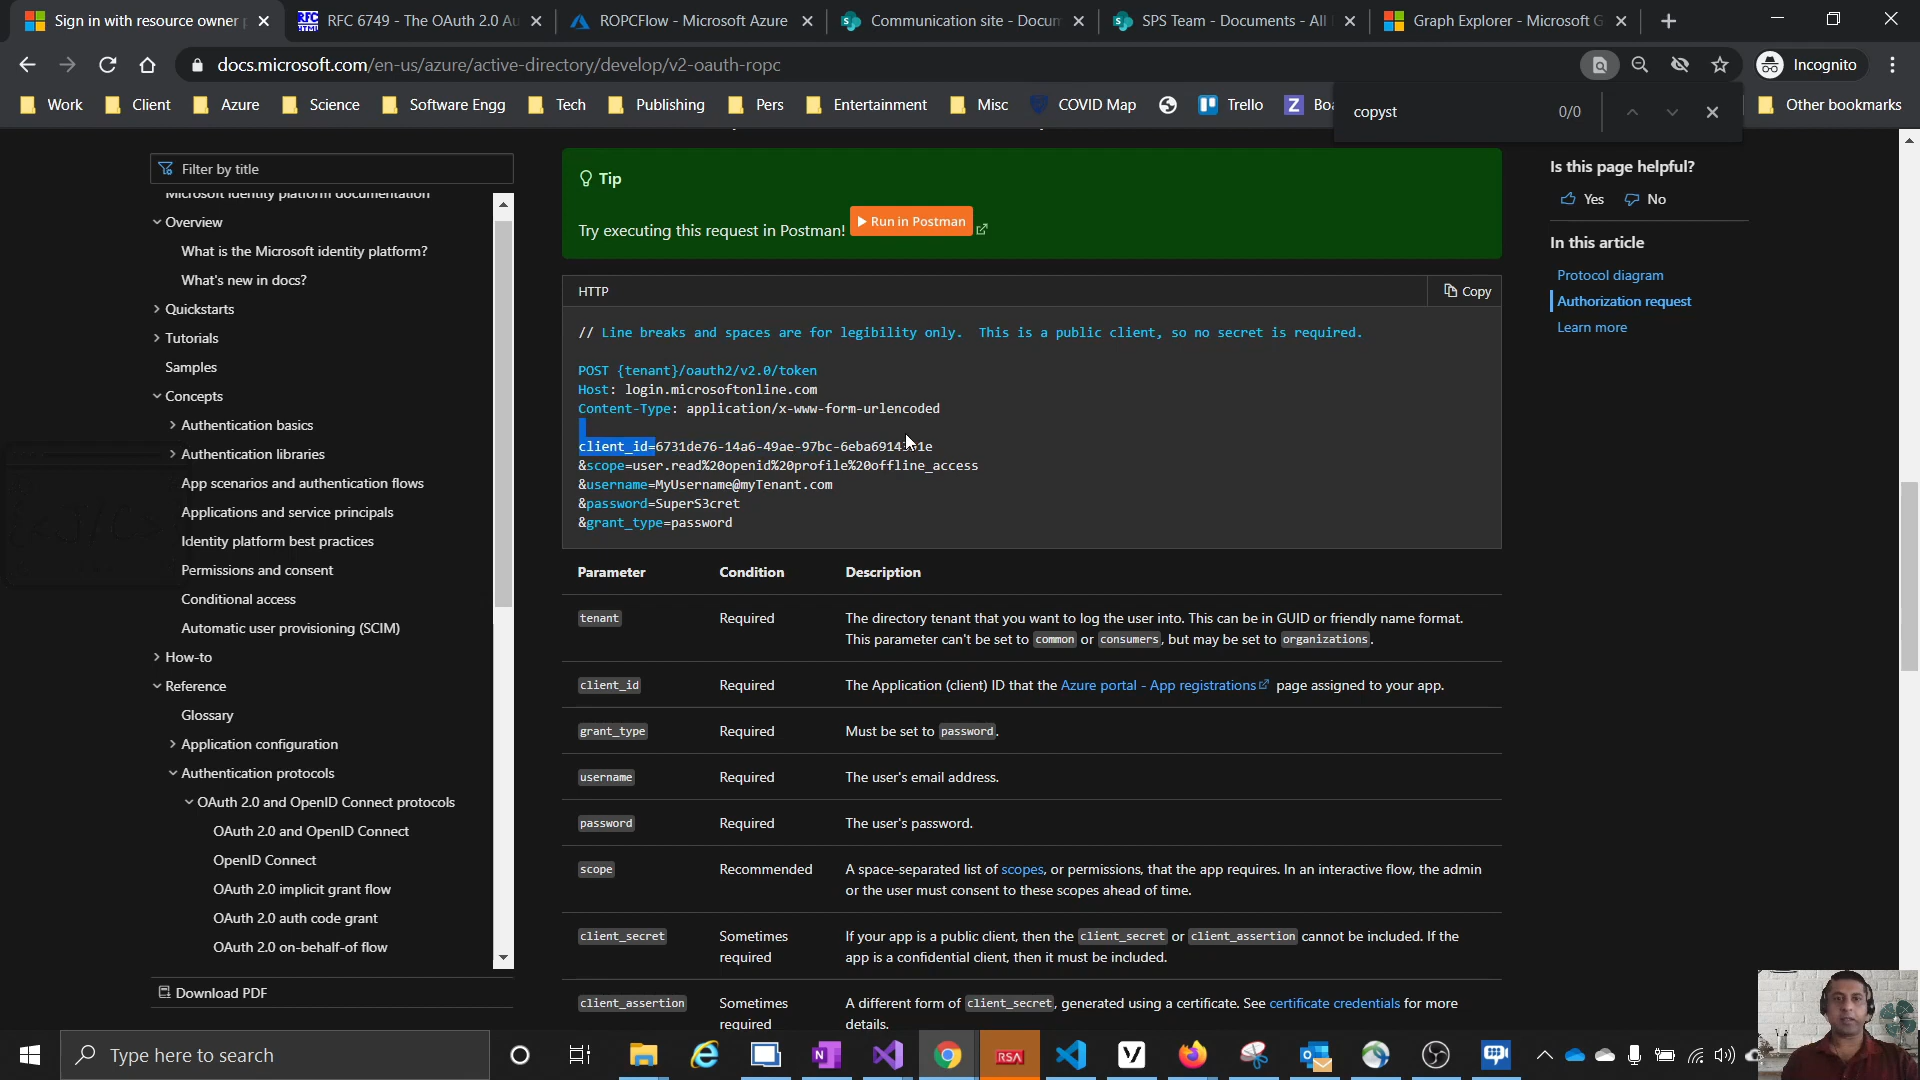 Sign in with resource owner p
RFC 6749 - The OAuth 2.0 Au
ROPCFlow - Microsoft Azure
Communication site - Docum
SPS Team - Documents - All
Graph Explorer - Microsoft G
docs.microsoft.com/en-us/azure/active-directory/develop/v2-oauth-ropc
Incognito
Work
Client
Azure
Science
Software Engg
Tech
Publishing
Pers
Entertainment
Misc
COVID Map
Trello
Boa
Other bookmarks
copyst
0/0
Filter by title
Microsoft identity platform documentation
Overview
What is the Microsoft identity platform?
What's new in docs?
Quickstarts
Tutorials
Samples
Concepts
Authentication basics
Authentication libraries
App scenarios and authentication flows
Applications and service principals
Identity platform best practices
Permissions and consent
Conditional access
Automatic user provisioning (SCIM)
How-to
Reference
Glossary
Application configuration
Authentication protocols
OAuth 2.0 and OpenID Connect protocols
OAuth 2.0 and OpenID Connect
OpenID Connect
OAuth 2.0 implicit grant flow
OAuth 2.0 auth code grant
OAuth 2.0 on-behalf-of flow
Download PDF
Tip
Try executing this request in Postman! Run in Postman
HTTP
Copy
// Line breaks and spaces are for legibility only.  This is a public client, so no secret is required.
POST {tenant}/oauth2/v2.0/token
Host: login.microsoftonline.com
Content-Type: application/x-www-form-urlencoded
client_id=
&scope=user.read%20openid%20profile%20offline_access
&username=MyUsername@myTenant.com
&password=SuperS3cret
&grant_type=password
Parameter Condition Description
tenant Required The directory tenant that you want to log the user into. This can be in GUID or friendly name format.
This parameter can't be set to common or consumers, but may be set to organizations.
client_id Required The Application (client) ID that the Azure portal - App registrations page assigned to your app.
grant_type Required Must be set to password.
username Required The user's email address.
password Required The user's password.
scope Recommended A space-separated list of scopes, or permissions, that the app requires. In an interactive flow, the admin
or the user must consent to these scopes ahead of time.
client_secret Sometimes required If your app is a public client, then the client_secret or client_assertion cannot be included. If the
app is a confidential client, then it must be included.
client_assertion Sometimes required A different form of client_secret, generated using a certificate. See certificate credentials for more
details.
Is this page helpful?
Yes No
In this article
Protocol diagram
Authorization request
Learn more
Type here to search
RSA